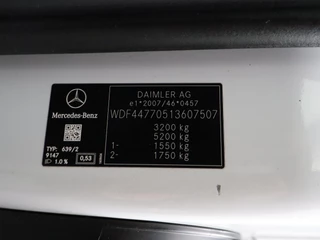 Mercedes-Benz
DAIMLER AG
e1*2007/46*0457
WDF44770513607507
3200 kg
5200 kg
1- 1550 kg
2- 1750 kg
TYP: 639/2
9147
1.0 % 0,53